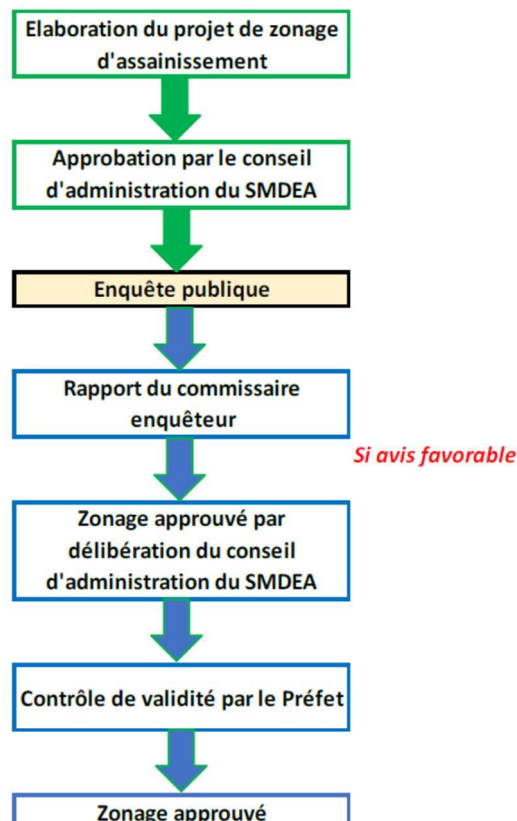 Elaboration du projet de zonage
d'assainissement
Approbation par le conseil
d'administration du SMDEA
Enquête publique
Rapport du commissaire
enquêteur
Si avis favorable
Zonage approuvé par
délibération du conseil
d'administration du SMDEA
Contrôle de validité par le Préfet
Zonage approuvé